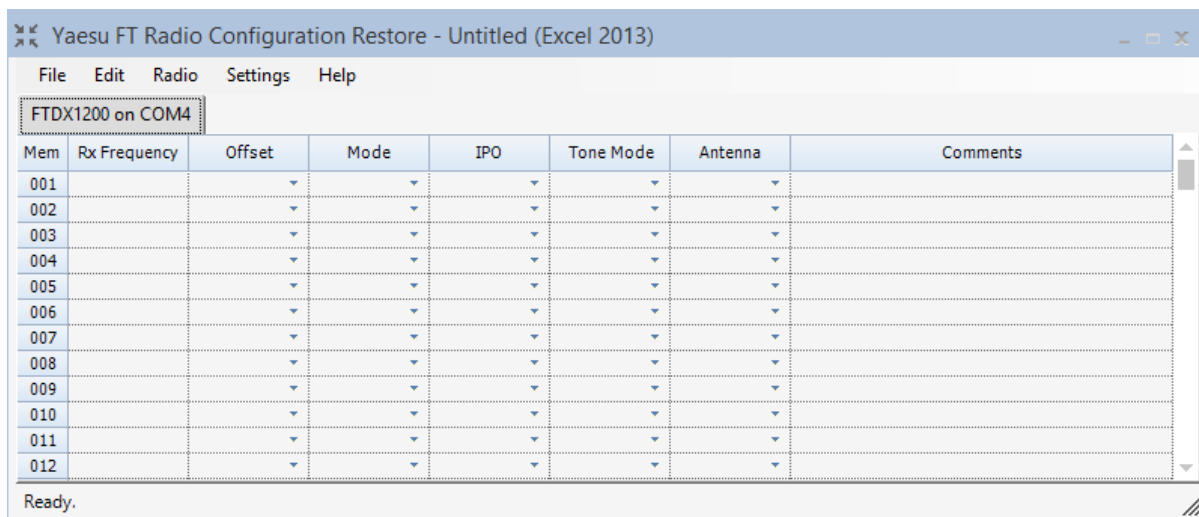 Yaesu FT Radio Configuration Restore - Untitled (Excel 2013)
File Edit Radio Settings Help
FTDX1200 on COM4
Mem Rx Frequency Offset Mode IPO Tone Mode Antenna Comments
001
002
003
004
005
006
007
008
009
010
011
012
Ready.